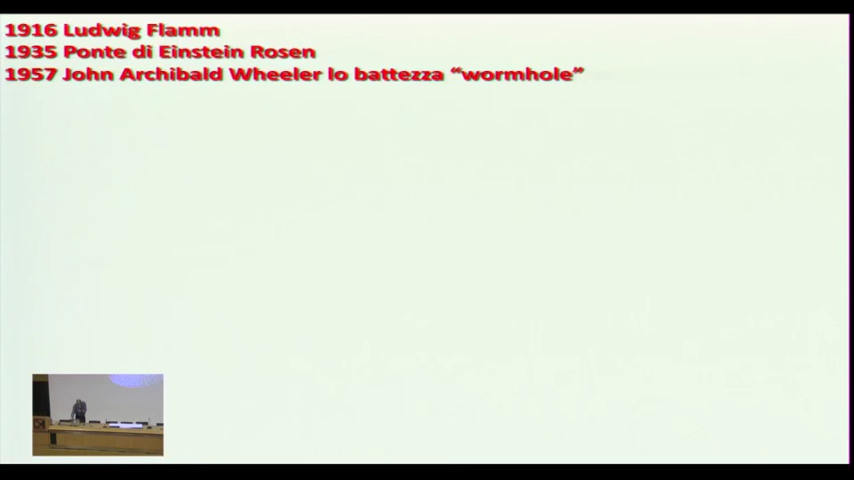 1916 Ludwig Flamm
1935 Ponte di Einstein Rosen
1957 John Archibald Wheeler lo battezza “wormhole”